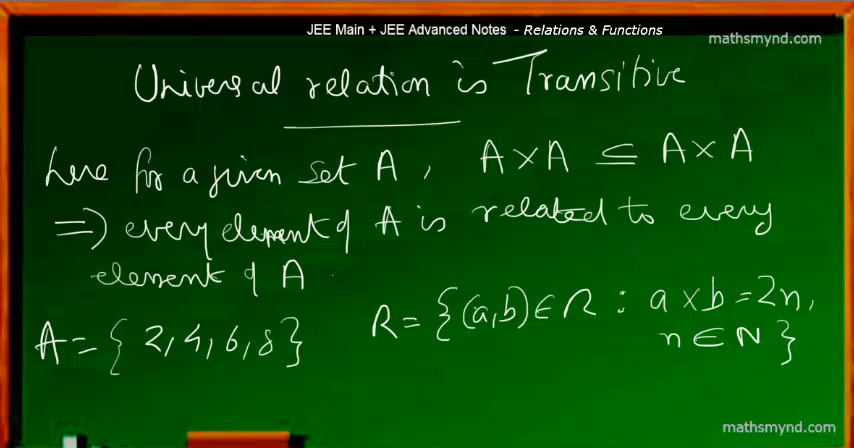 JEE Main + JEE Advanced Notes - Relations & Functions
mathsmynd.com
Universal relation is Transitive
here for a given set A, A × A ⊆ A × A
⇒ every element of A is related to every
element of A.
A = { 2, 4, 6, 8 }
R = { (a,b) ∈ R : a × b = 2n,
n ∈ N }
mathsmynd.com